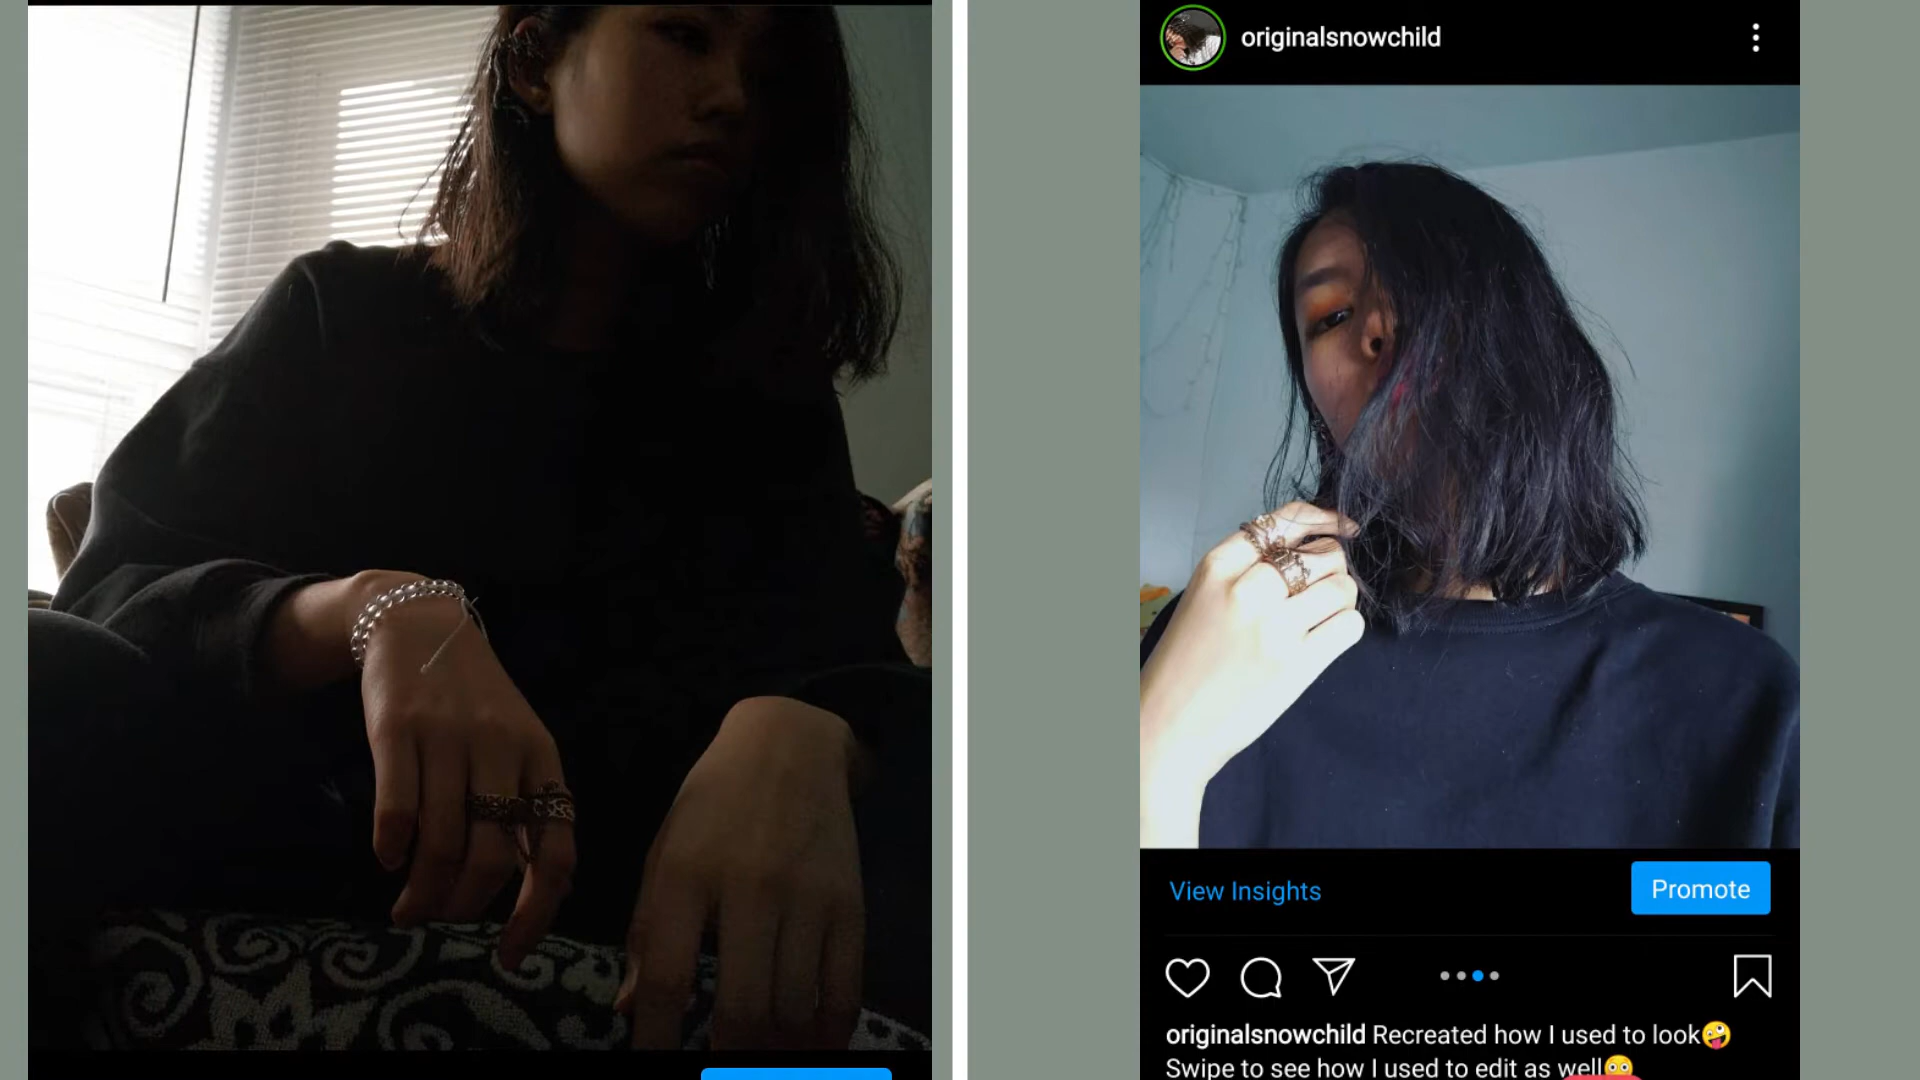 originalsnowchild
View Insights
Promote
originalsnowchild Recreated how I used to look🤪
Swipe to see how I used to edit as well😳